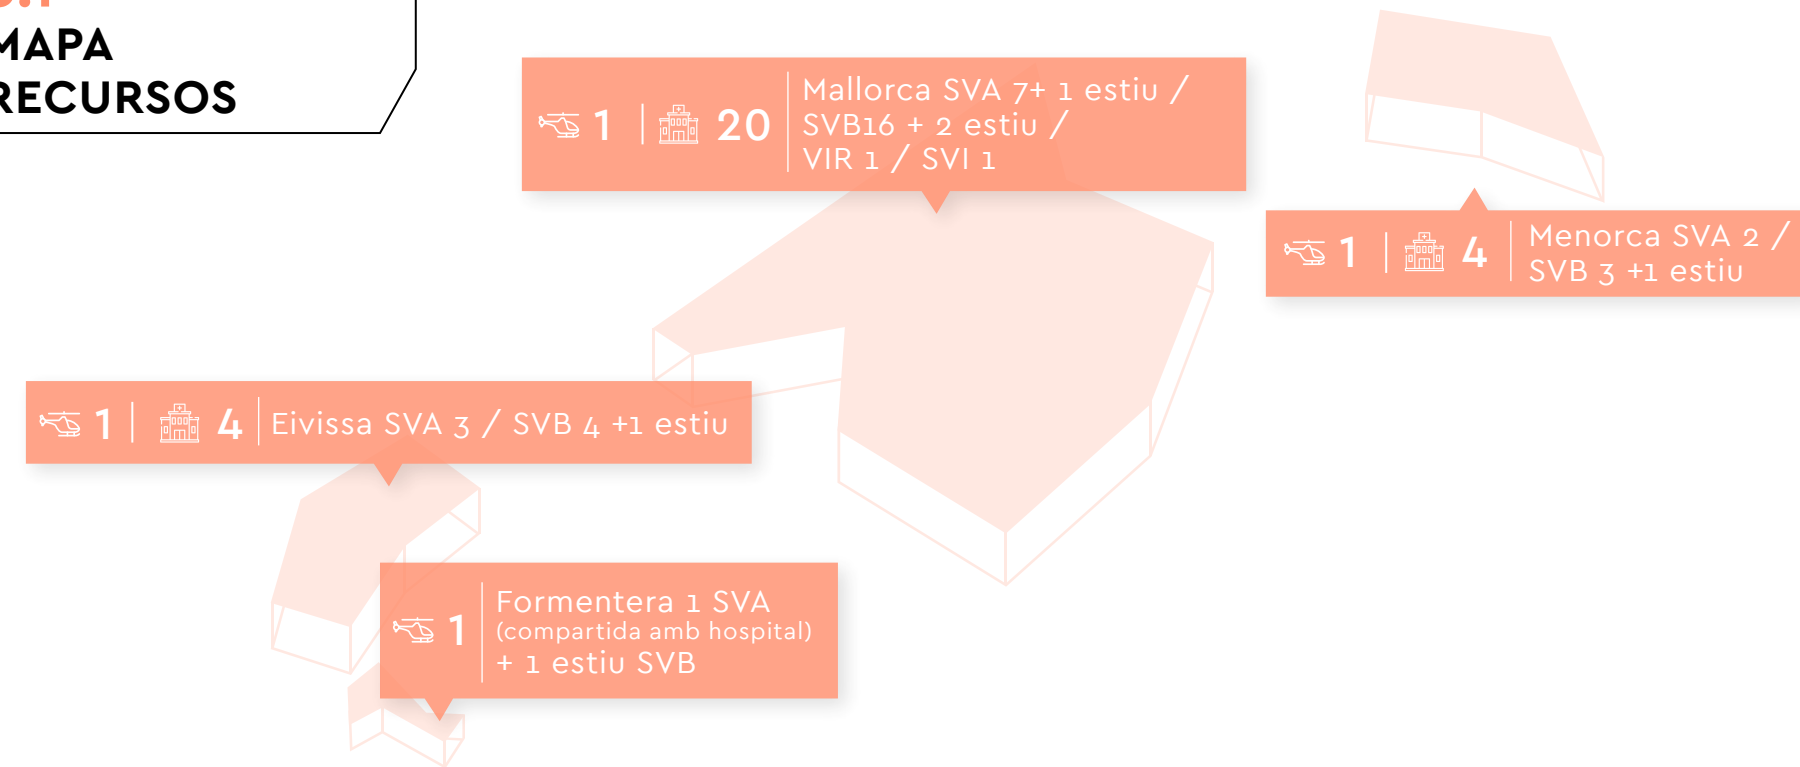 MAPA
RECURSOS
1 | 20 | Mallorca SVA 7+ 1 estiu /
SVB16 + 2 estiu /
VIR 1 / SVI 1
1 | 4 | Menorca SVA 2 /
SVB 3 +1 estiu
1 | 4 | Eivissa SVA 3 / SVB 4 +1 estiu
1 | Formentera 1 SVA
(compartida amb hospital)
+ 1 estiu SVB